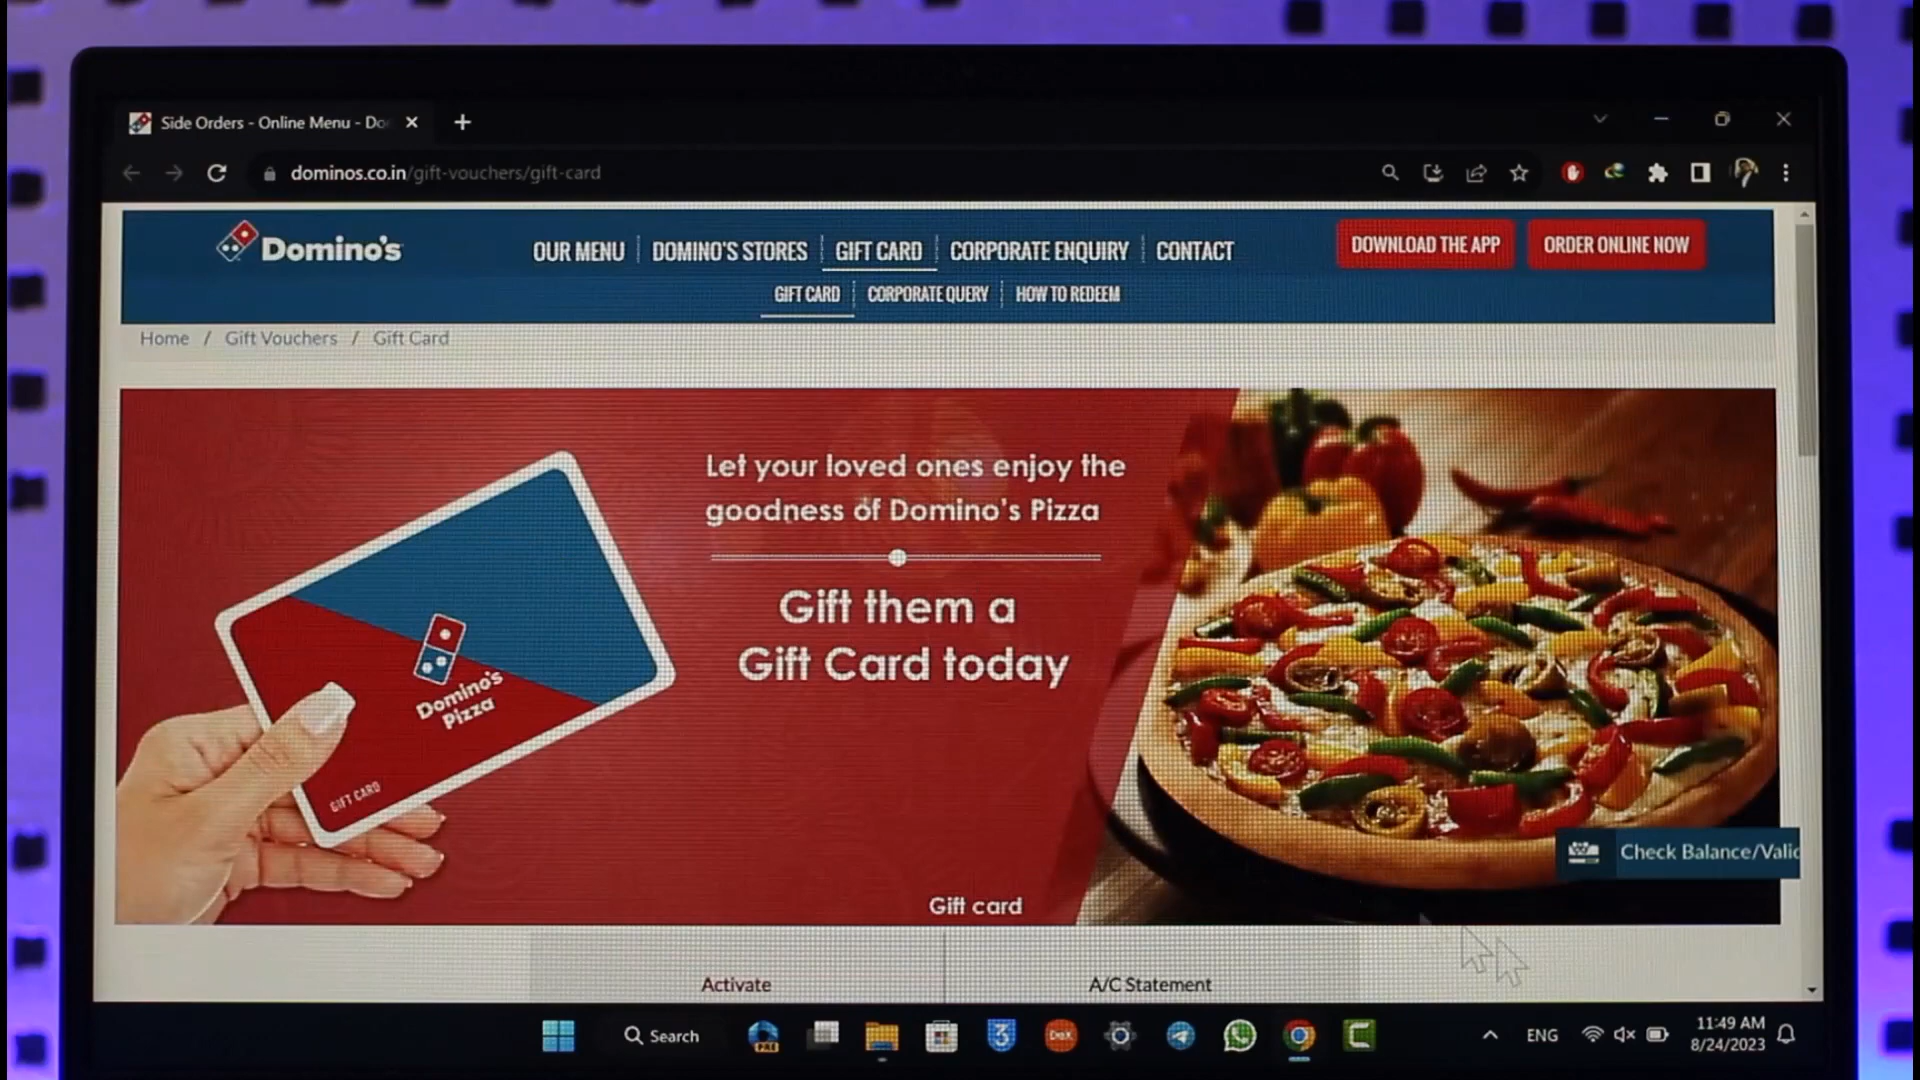 Side Orders - Online Menu - Do
dominos.co.in/gift-vouchers/gift-card
Domino's
OUR MENU
DOMINO'S STORES
GIFT CARD
CORPORATE ENQUIRY
CONTACT
DOWNLOAD THE APP
ORDER ONLINE NOW
GIFT CARD
CORPORATE QUERY
HOW TO REDEEM
Home / Gift Vouchers / Gift Card
Let your loved ones enjoy the
goodness of Domino's Pizza
Gift them a
Gift Card today
Domino's
Pizza
GIFT CARD
Check Balance/Valid
Gift card
Activate
A/C Statement
Search
PRE
3
ENG
11:49 AM
8/24/2023